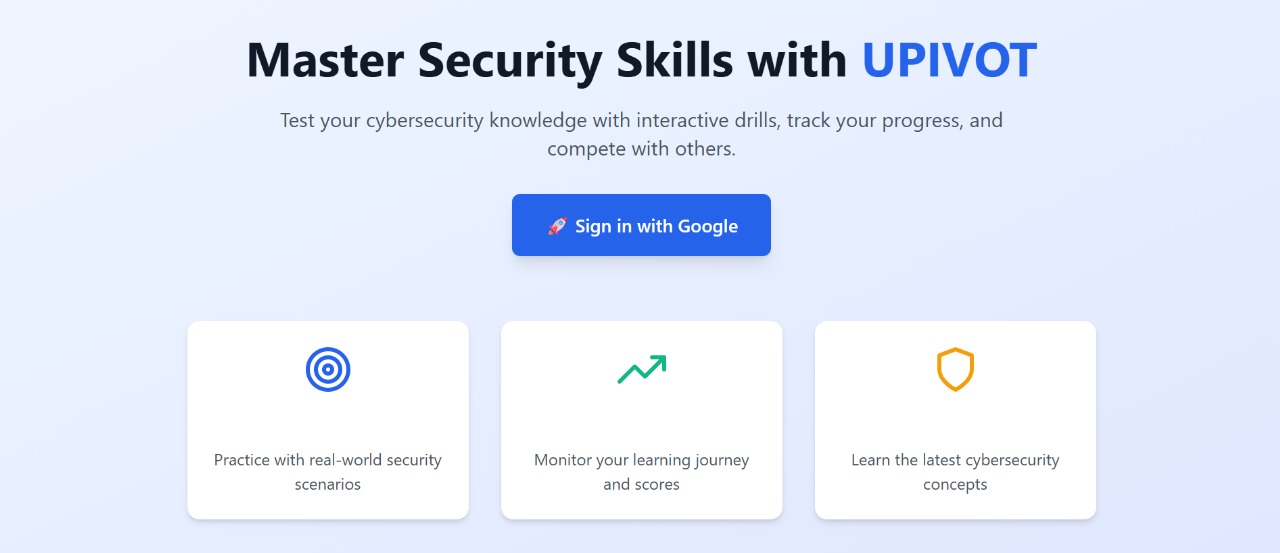 Master Security Skills with UPIVOT
Test your cybersecurity knowledge with interactive drills, track your progress, and
compete with others.
🚀 Sign in with Google
Practice with real-world security
scenarios
Monitor your learning journey
and scores
Learn the latest cybersecurity
concepts